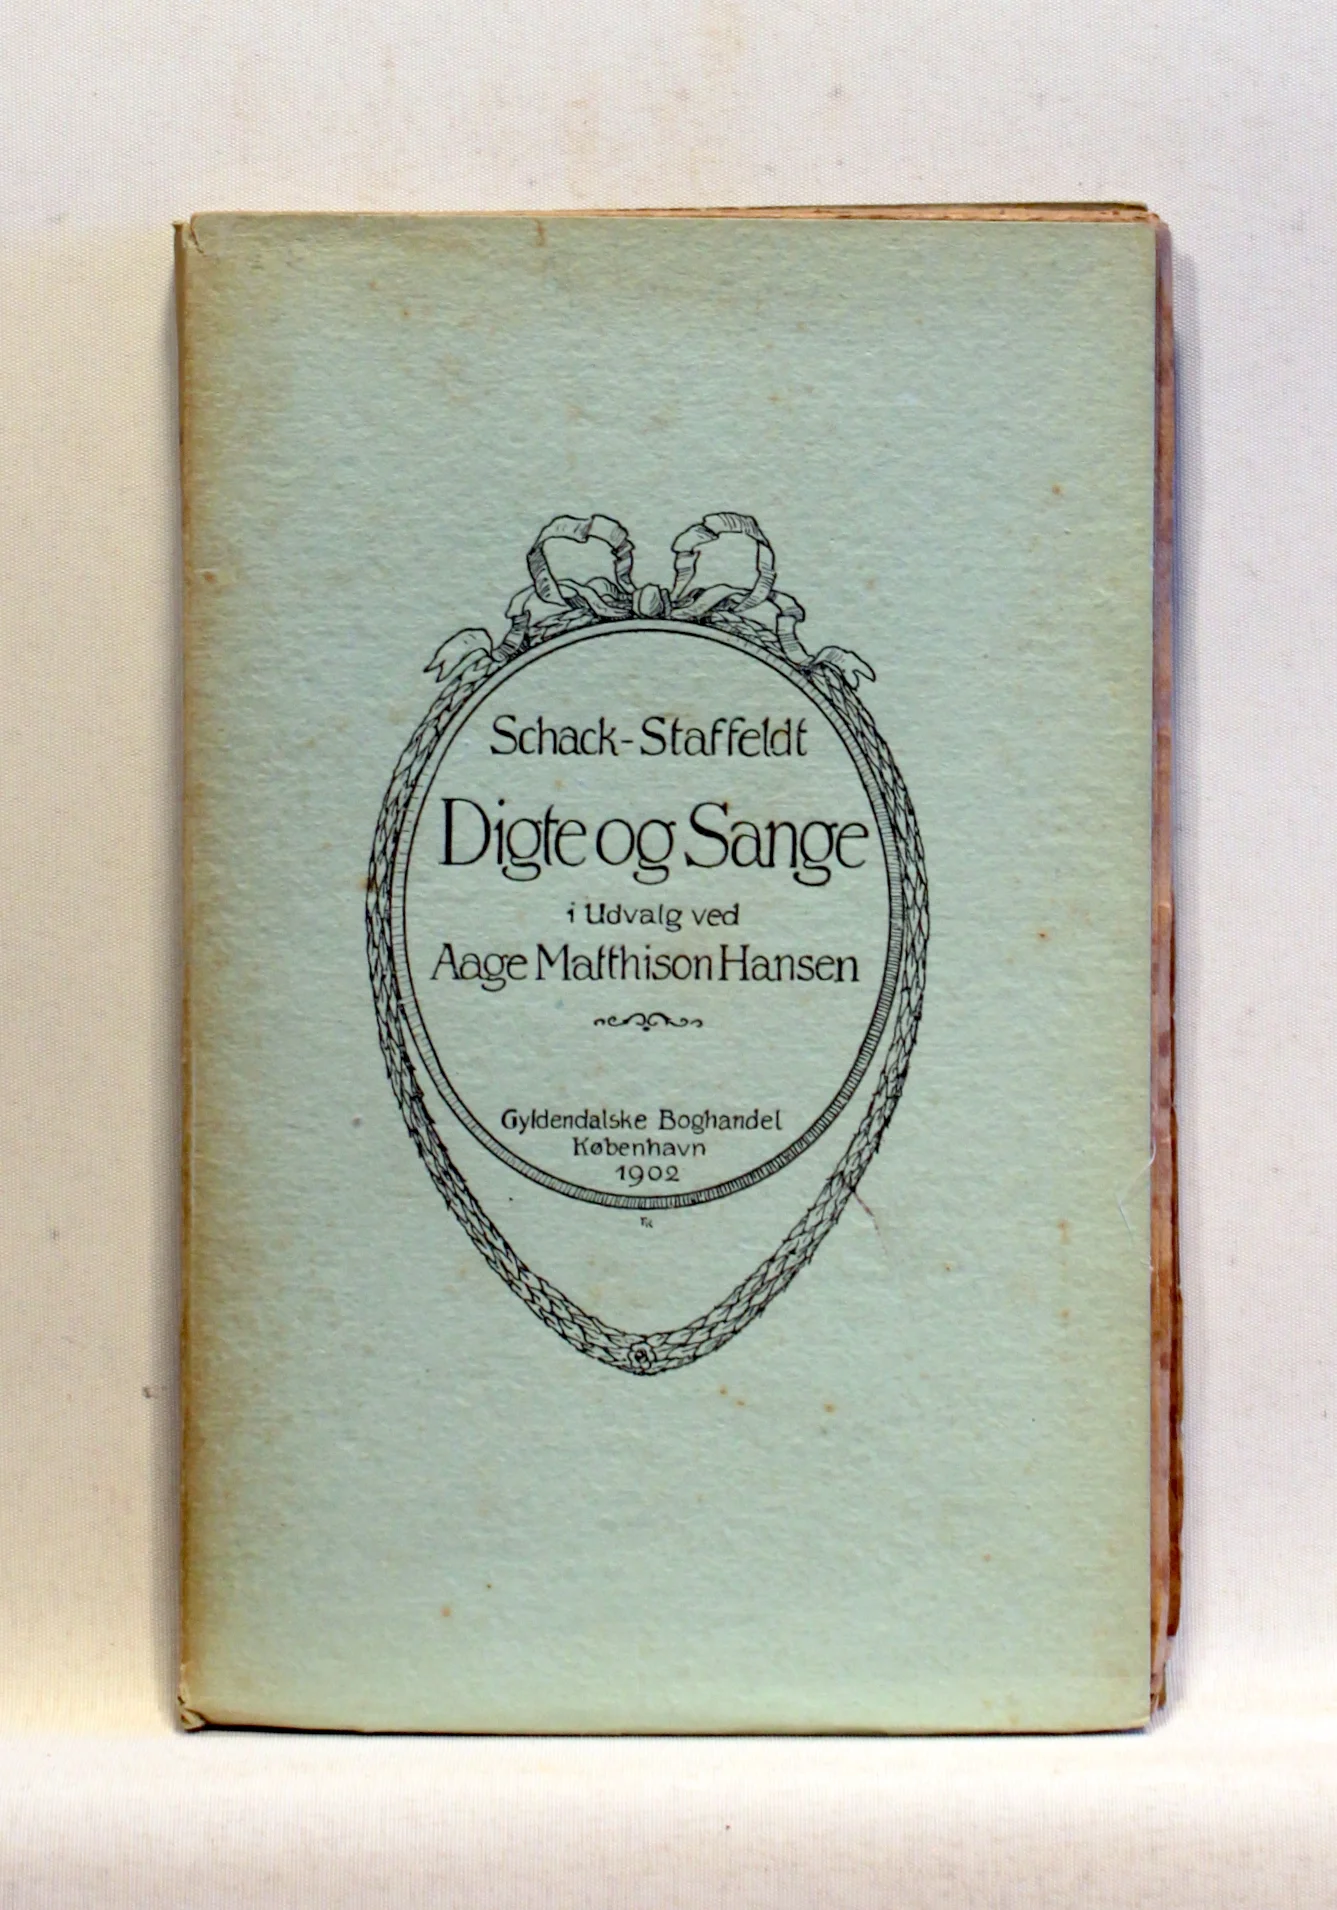 Schack-Staffeldt
Digte og Sange
i Udvalg ved
Aage Matthison Hansen
Gyldendalske Boghandel
København
1902